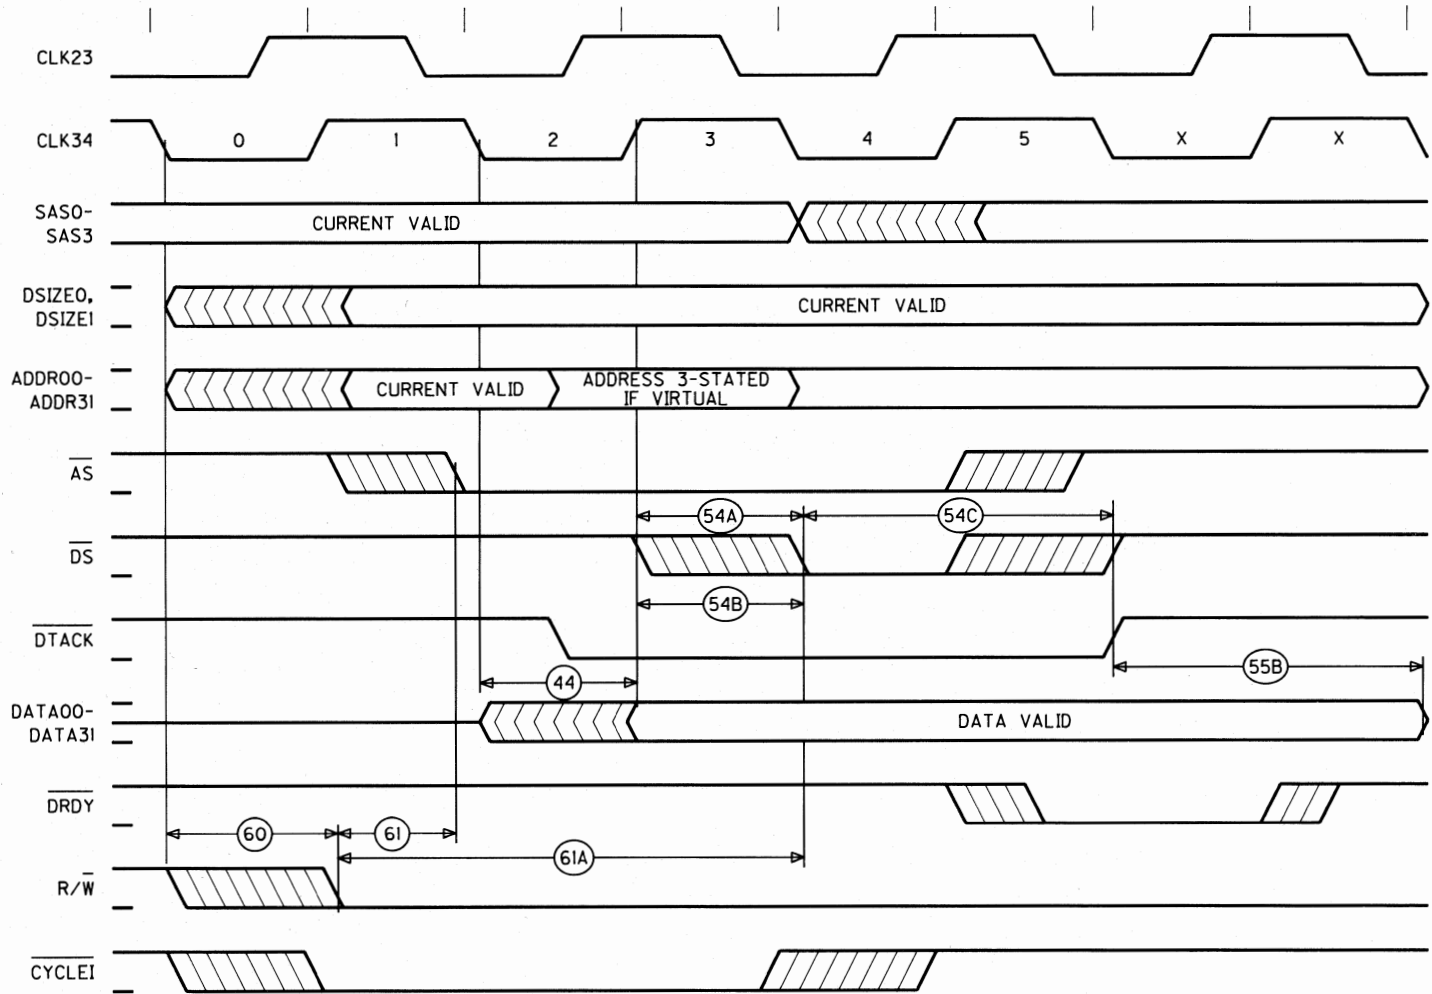 CLK23
CLK34
0 1 2 3 4 5 X X
SAS0-
SAS3
CURRENT VALID
DSIZE0,
DSIZE1
CURRENT VALID
ADDR00-
ADDR31
CURRENT VALID
ADDRESS 3-STATED
IF VIRTUAL
AS
54A 54C
DS
54B
DTACK
55B
44
DATA00-
DATA31
DATA VALID
DRDY
60 61
61A
R/W
CYCLEI